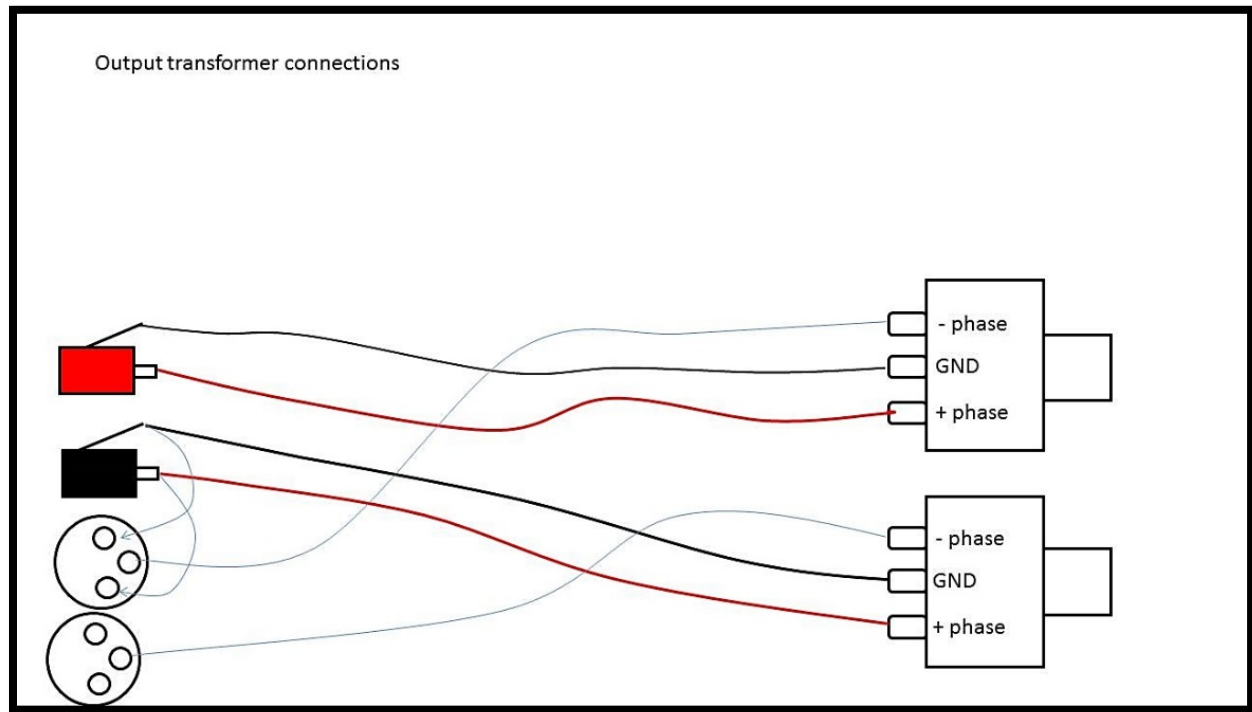 Output transformer connections
- phase
GND
+ phase
- phase
GND
+ phase